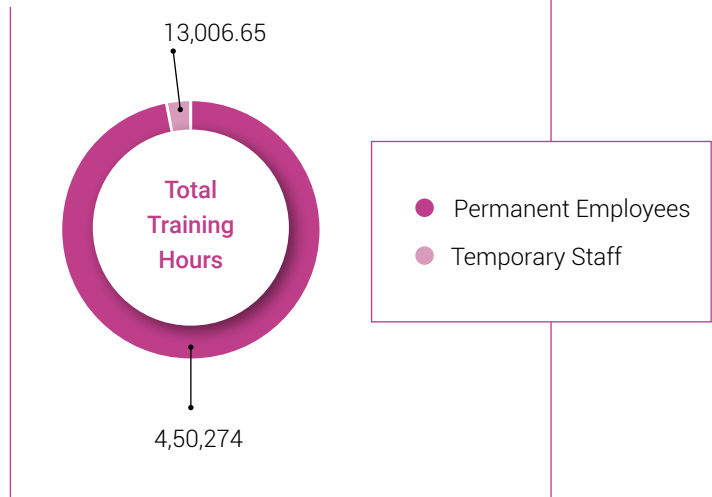 13,006.65
Total
Training
Hours
4,50,274
Permanent Employees
Temporary Staff